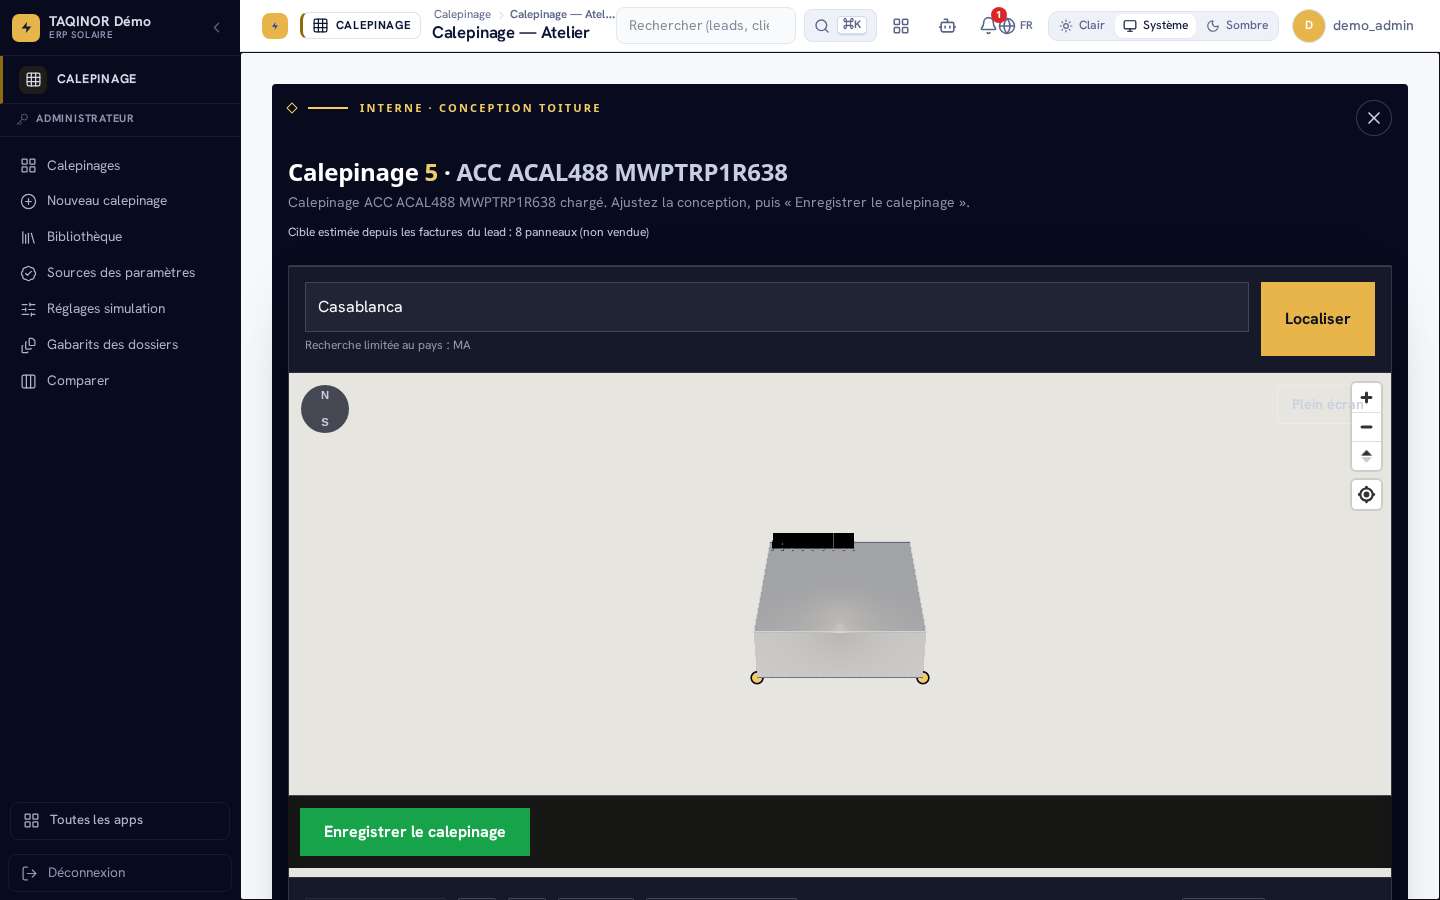 TAQINOR Démo
ERP SOLAIRE
CALEPINAGE
ADMINISTRATEUR
Calepinages
Nouveau calepinage
Bibliothèque
Sources des paramètres
Réglages simulation
Gabarits des dossiers
Comparer
Toutes les apps
Déconnexion
CALEPINAGE
Calepinage
Calepinage — Atel...
Calepinage — Atelier
Rechercher (leads, clie
⌘K
1
FR
Clair
Système
Sombre
D
demo_admin
INTERNE · CONCEPTION TOITURE
Calepinage 5 · ACC ACAL488 MWPTRP1R638
Calepinage ACC ACAL488 MWPTRP1R638 chargé. Ajustez la conception, puis « Enregistrer le calepinage ».
Cible estimée depuis les factures du lead : 8 panneaux (non vendue)
Casablanca
Localiser
Recherche limitée au pays : MA
N
S
Plein écran
Enregistrer le calepinage